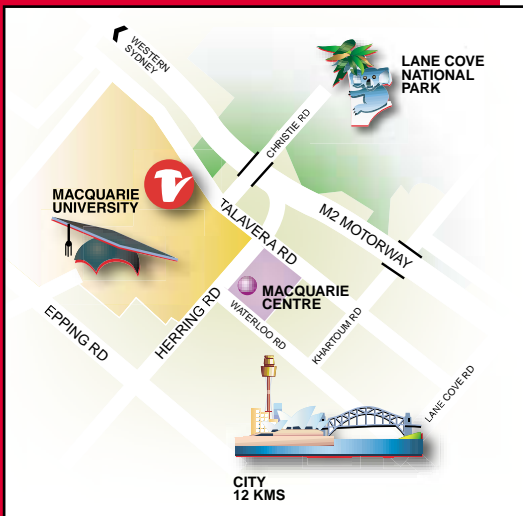 WESTERN
SYDNEY
LANE COVE
NATIONAL
PARK
CHRISTIE RD
MACQUARIE
UNIVERSITY
TALAVERA RD
M2 MOTORWAY
MACQUARIE
CENTRE
EPPING RD
HERRING RD
WATERLOO RD
KHARTOUM RD
LANE COVE RD
CITY
12 KMS